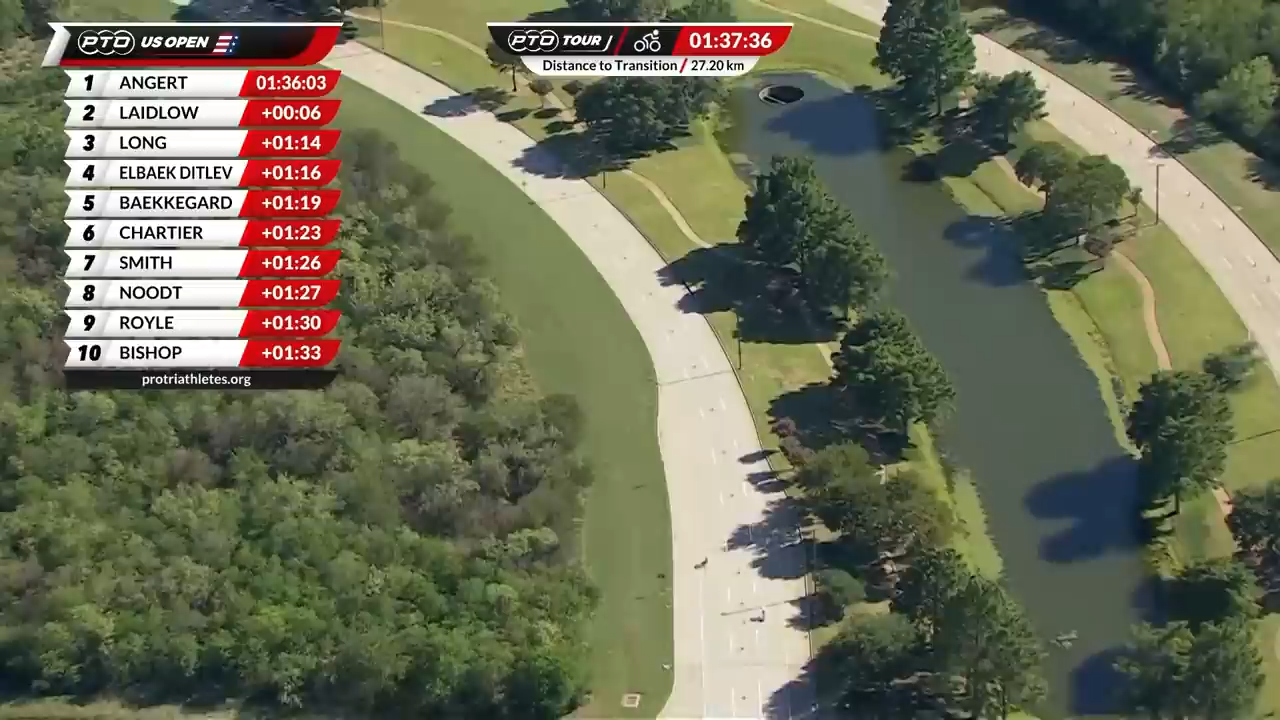 PTO US OPEN
1 ANGERT 01:36:03
2 LAIDLOW +00:06
3 LONG +01:14
4 ELBAEK DITLEV +01:16
5 BAEKKEGARD +01:19
6 CHARTIER +01:23
7 SMITH +01:26
8 NOODT +01:27
9 ROYLE +01:30
10 BISHOP +01:33
protriathletes.org
PTO TOUR 01:37:36
Distance to Transition / 27.20 km